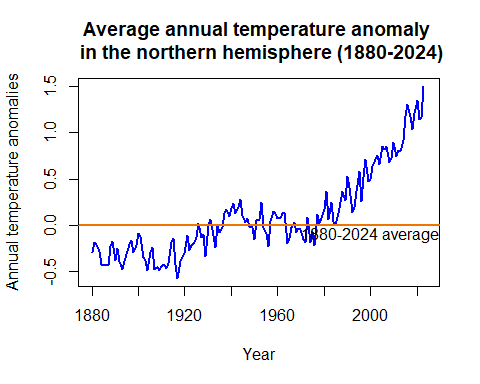 Average annual temperature anomaly
in the northern hemisphere (1880-2024)
Annual temperature anomalies
1.5
1.0
0.5
0.0
-0.5
1880-2024 average
1880 1920 1960 2000
Year